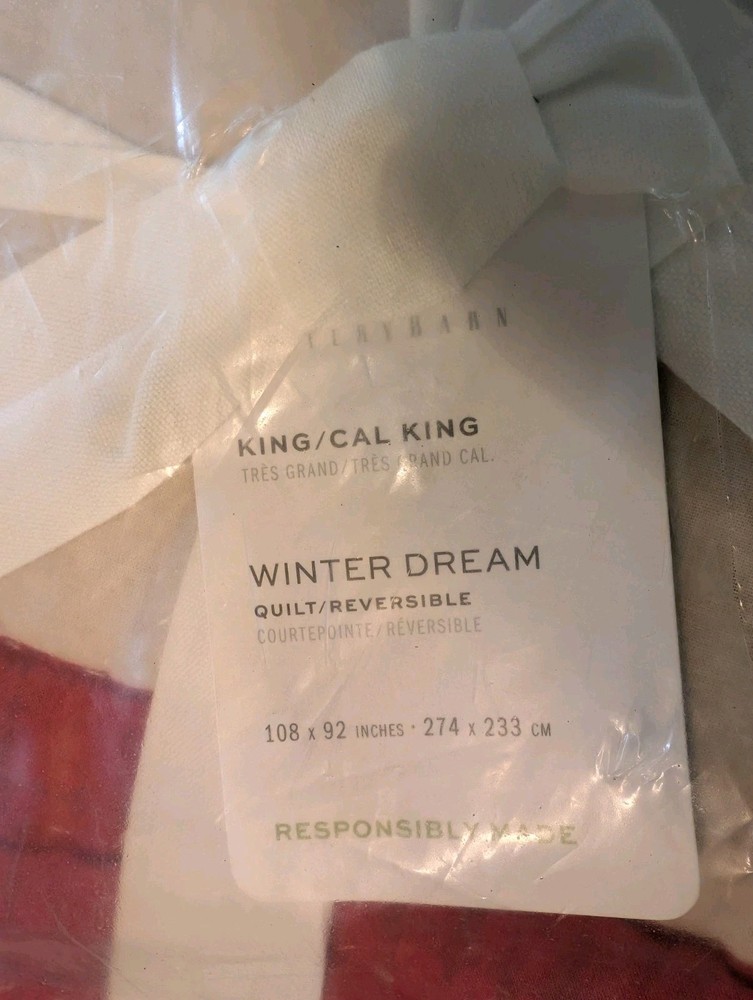 TERYBARN
KING/CAL KING
TRÈS GRAND/TRÈS GRAND CAL.
WINTER DREAM
QUILT/REVERSIBLE
COURTEPOINTE/RÉVERSIBLE
108 x 92 INCHES · 274 x 233 CM
RESPONSIBLY MADE